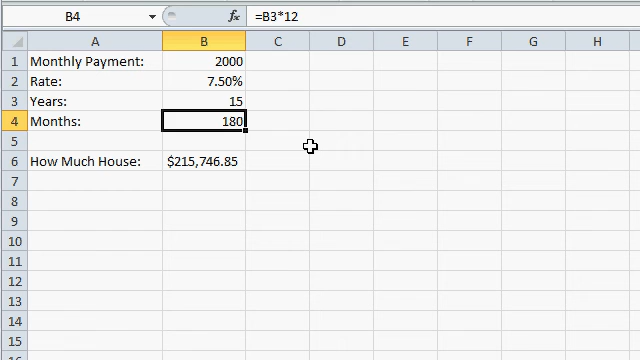 B4 fx =B3*12
A B C D E F G H
1 Monthly Payment: 2000
2 Rate: 7.50%
3 Years: 15
4 Months: 180
5
6 How Much House: $215,746.85
7
8
9
10
11
12
13
14
15
16